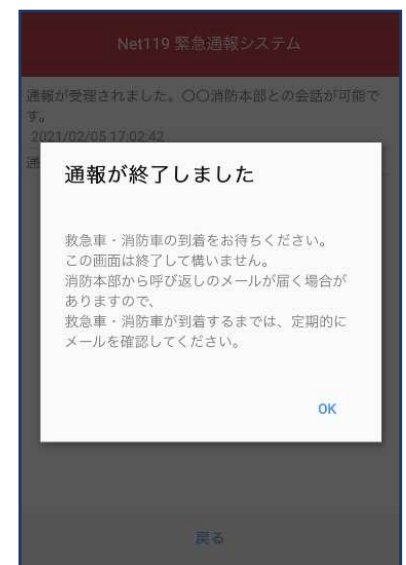 Net119 緊急通報システム
通報が受理されました。〇〇消防本部との会話が可能で
す。
2021/02/05 17:02:42
通
通報が終了しました
救急車・消防車の到着をお待ちください。
この画面は終了して構いません。
消防本部から呼び返しのメールが届く場合が
ありますので、
救急車・消防車が到着するまでは、定期的に
メールを確認してください。
OK
戻る